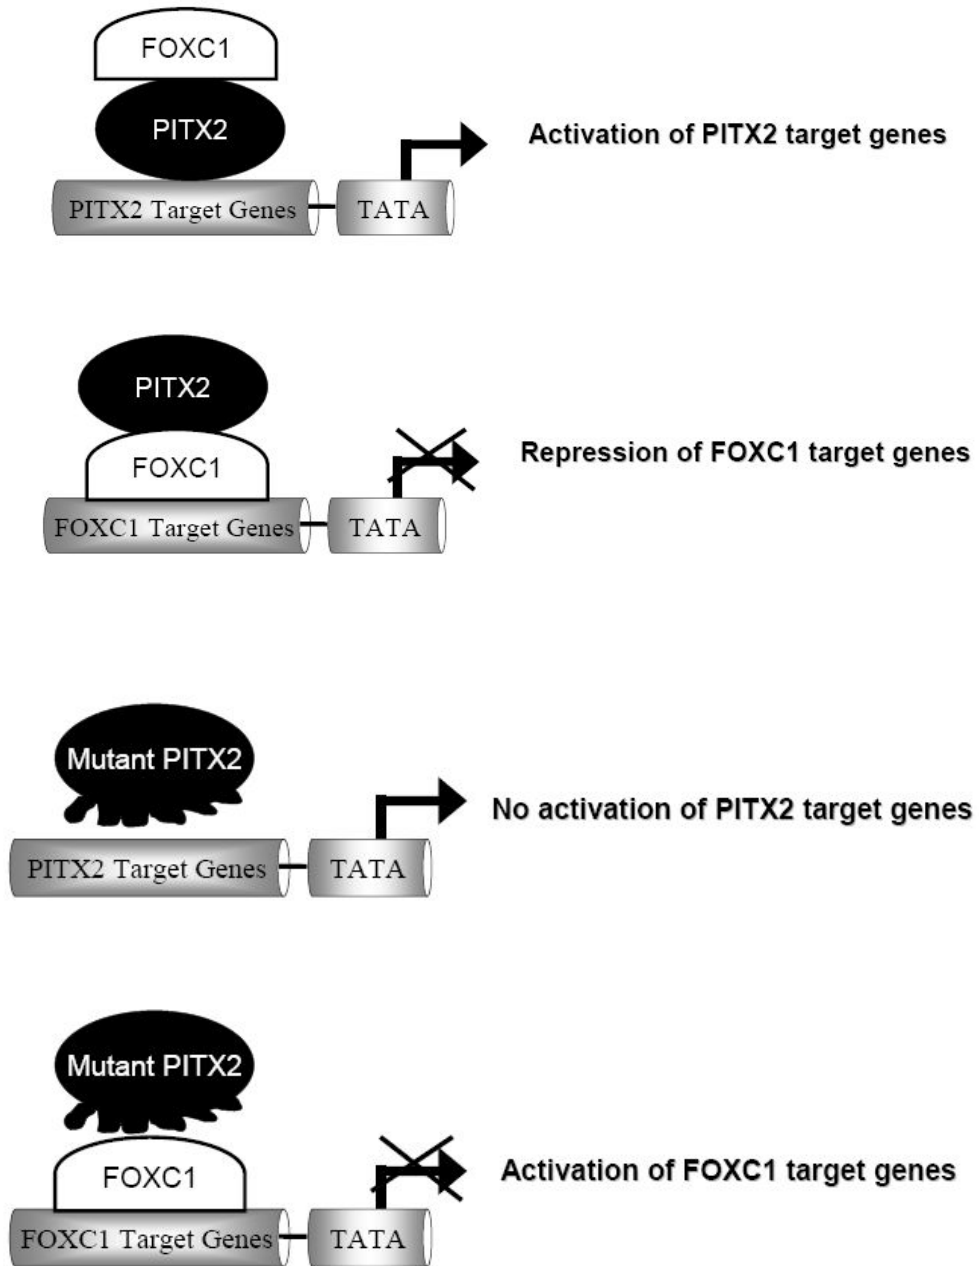 FOXC1
PITX2
Activation of PITX2 target genes
PITX2 Target Genes
TATA
PITX2
FOXC1
Repression of FOXC1 target genes
FOXC1 Target Genes
TATA
Mutant PITX2
No activation of PITX2 target genes
PITX2 Target Genes
TATA
Mutant PITX2
FOXC1
Activation of FOXC1 target genes
FOXC1 Target Genes
TATA